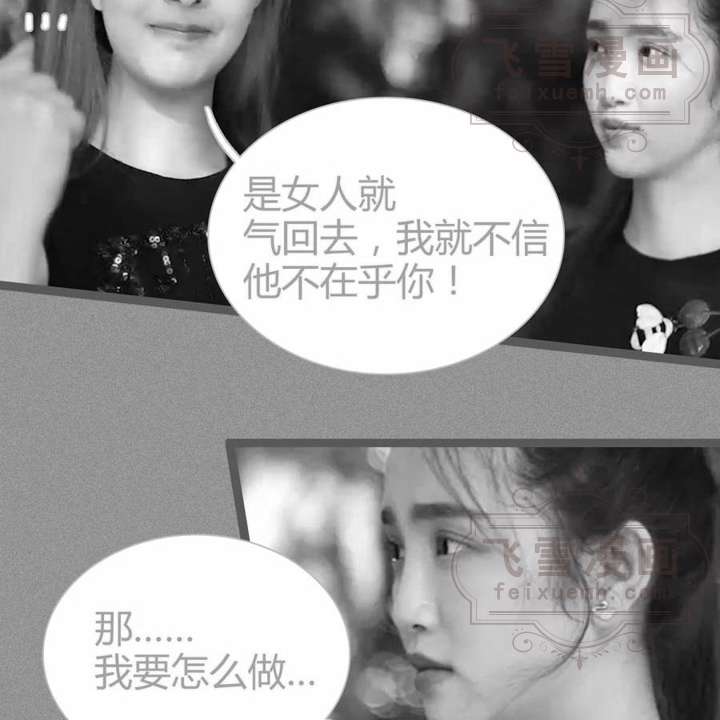 飞雪漫画
feixuemh.com
是女人就
气回去，我就不信
他不在乎你！
飞雪漫画
feixuemh.com
那……
我要怎么做…